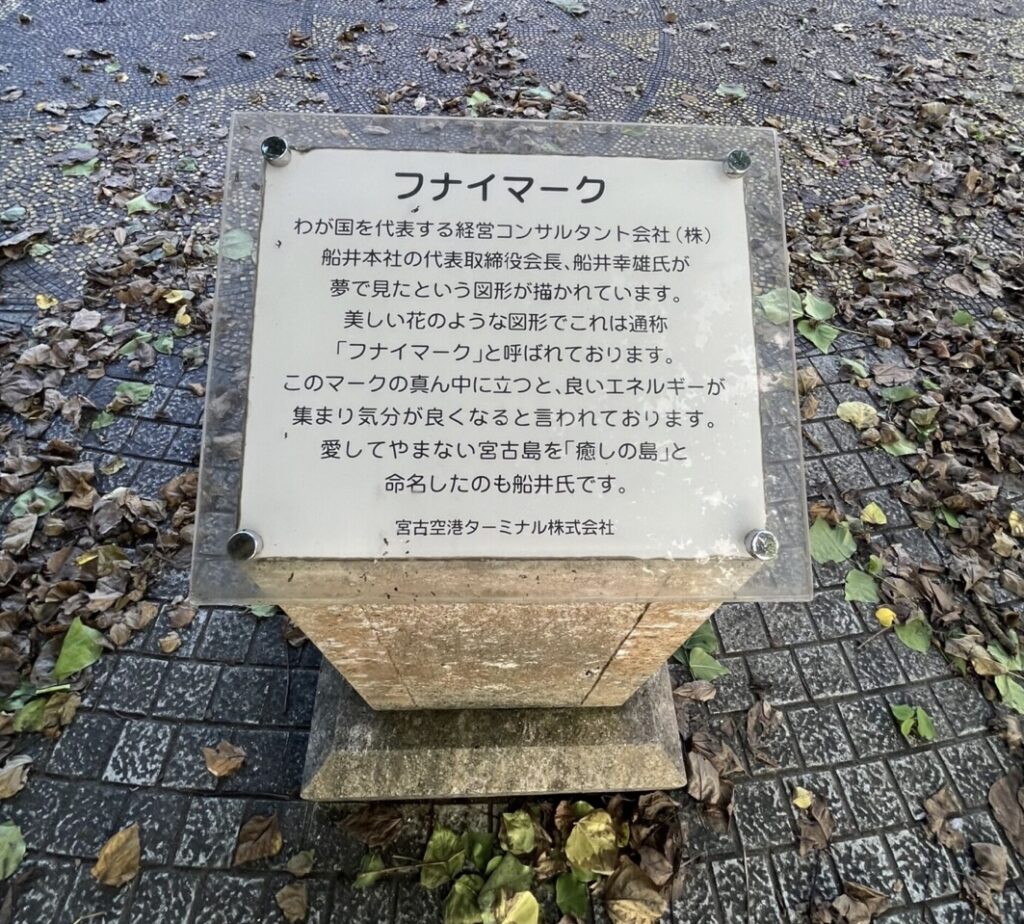 フナイマーク
わが国を代表する経営コンサルタント会社（株）
船井本社の代表取締役会長、船井幸雄氏が
夢で見たという図形が描かれています。
美しい花のような図形でこれは通称
「フナイマーク」と呼ばれております。
このマークの真ん中に立つと、良いエネルギーが
集まり気分が良くなると言われております。
愛してやまない宮古島を「癒しの島」と
命名したのも船井氏です。
宮古空港ターミナル株式会社